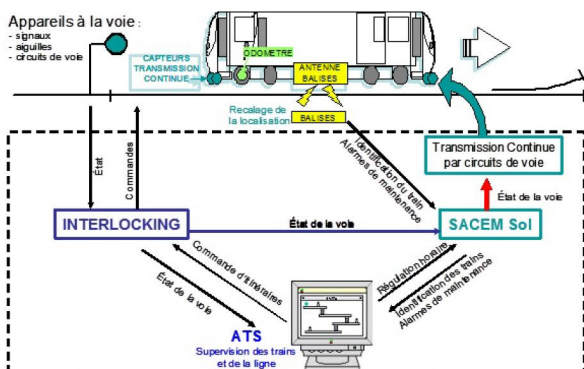 Appareils à la voie :
- signaux
- aiguilles
- circuits de voie
CAPTEURS
TRANSMISSION
CONTINUE
ODOMETRE
ANTENNE
BALISES
Recalage de
la localisation
BALISES
Identification du train
Alarmes de maintenance
Transmission Continue
par circuits de voie
État
Commandes
État de la voie
INTERLOCKING
État de la voie
SACEM Sol
Commande d'itinéraires
État de la voie
Régulation horaire
Identification des trains
Alarmes de maintenance
ATS
Supervision des trains
et de la ligne